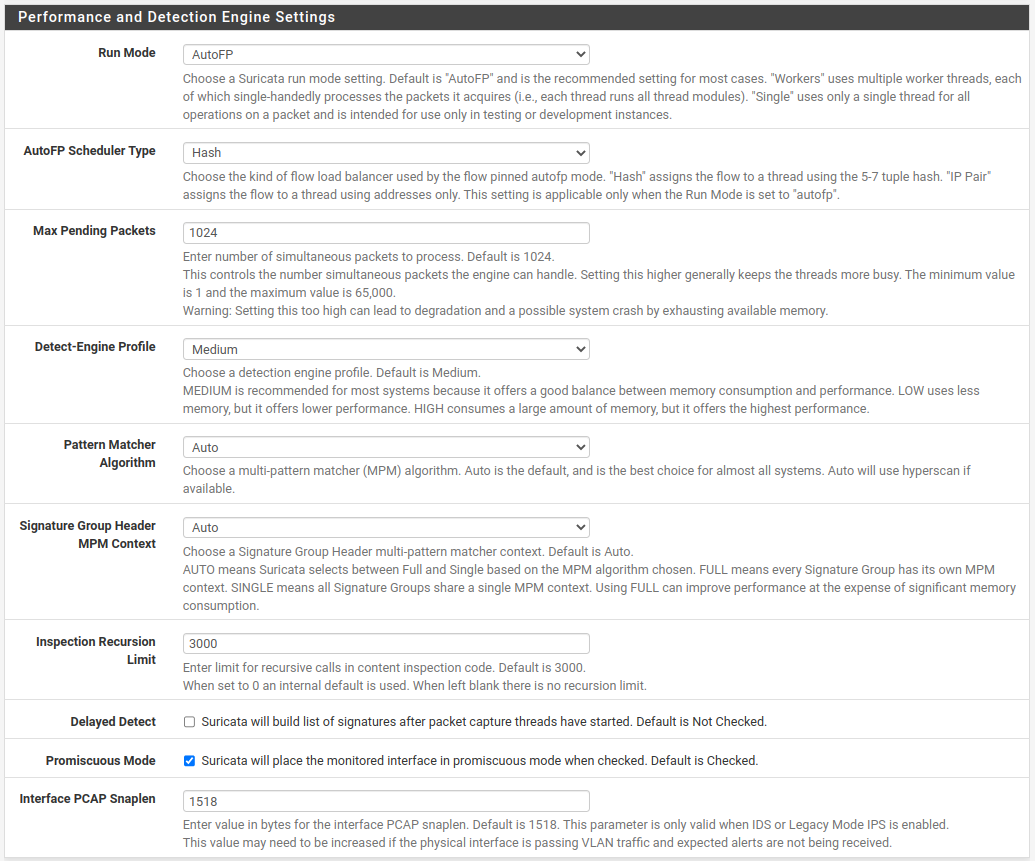 Performance and Detection Engine Settings
Run Mode
AutoFP
Choose a Suricata run mode setting. Default is "AutoFP" and is the recommended setting for most cases. "Workers" uses multiple worker threads, each
of which single-handedly processes the packets it acquires (i.e., each thread runs all thread modules). "Single" uses only a single thread for all
operations on a packet and is intended for use only in testing or development instances.
AutoFP Scheduler Type
Hash
Choose the kind of flow load balancer used by the flow pinned autofp mode. "Hash" assigns the flow to a thread using the 5-7 tuple hash. "IP Pair"
assigns the flow to a thread using addresses only. This setting is applicable only when the Run Mode is set to "autofp".
Max Pending Packets
1024
Enter number of simultaneous packets to process. Default is 1024.
This controls the number simultaneous packets the engine can handle. Setting this higher generally keeps the threads more busy. The minimum value
is 1 and the maximum value is 65,000.
Warning: Setting this too high can lead to degradation and a possible system crash by exhausting available memory.
Detect-Engine Profile
Medium
Choose a detection engine profile. Default is Medium.
MEDIUM is recommended for most systems because it offers a good balance between memory consumption and performance. LOW uses less
memory, but it offers lower performance. HIGH consumes a large amount of memory, but it offers the highest performance.
Pattern Matcher
Algorithm
Auto
Choose a multi-pattern matcher (MPM) algorithm. Auto is the default, and is the best choice for almost all systems. Auto will use hyperscan if
available.
Signature Group Header
MPM Context
Auto
Choose a Signature Group Header multi-pattern matcher context. Default is Auto.
AUTO means Suricata selects between Full and Single based on the MPM algorithm chosen. FULL means every Signature Group has its own MPM
context. SINGLE means all Signature Groups share a single MPM context. Using FULL can improve performance at the expense of significant memory
consumption.
Inspection Recursion
Limit
3000
Enter limit for recursive calls in content inspection code. Default is 3000.
When set to 0 an internal default is used. When left blank there is no recursion limit.
Delayed Detect
Suricata will build list of signatures after packet capture threads have started. Default is Not Checked.
Promiscuous Mode
Suricata will place the monitored interface in promiscuous mode when checked. Default is Checked.
Interface PCAP Snaplen
1518
Enter value in bytes for the interface PCAP snaplen. Default is 1518. This parameter is only valid when IDS or Legacy Mode IPS is enabled.
This value may need to be increased if the physical interface is passing VLAN traffic and expected alerts are not being received.